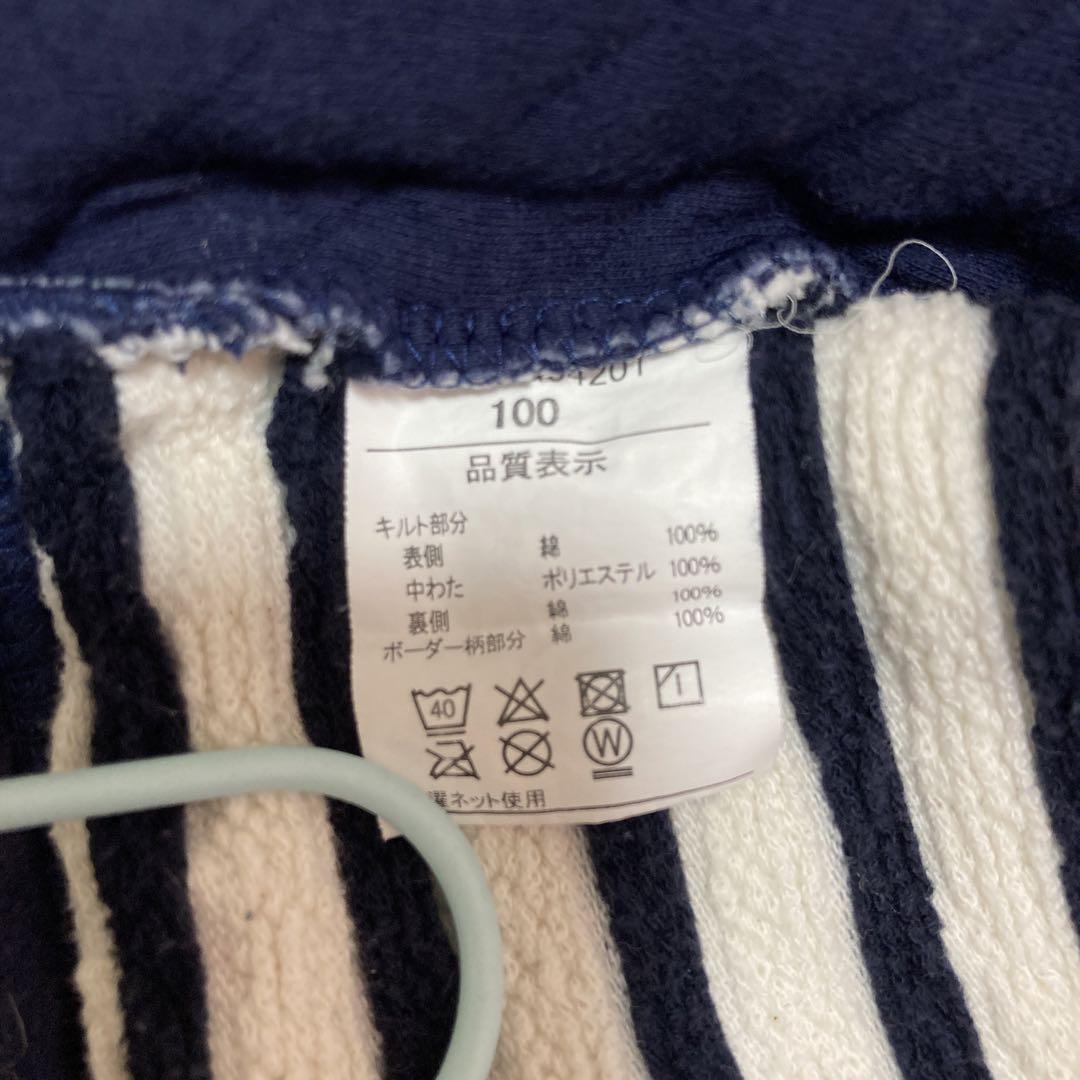 100
品質表示
キルト部分
表側 綿 100%
中わた ポリエステル 100%
裏側 綿 100%
ボーダー柄部分 綿 100%
40
W
濯ネット使用